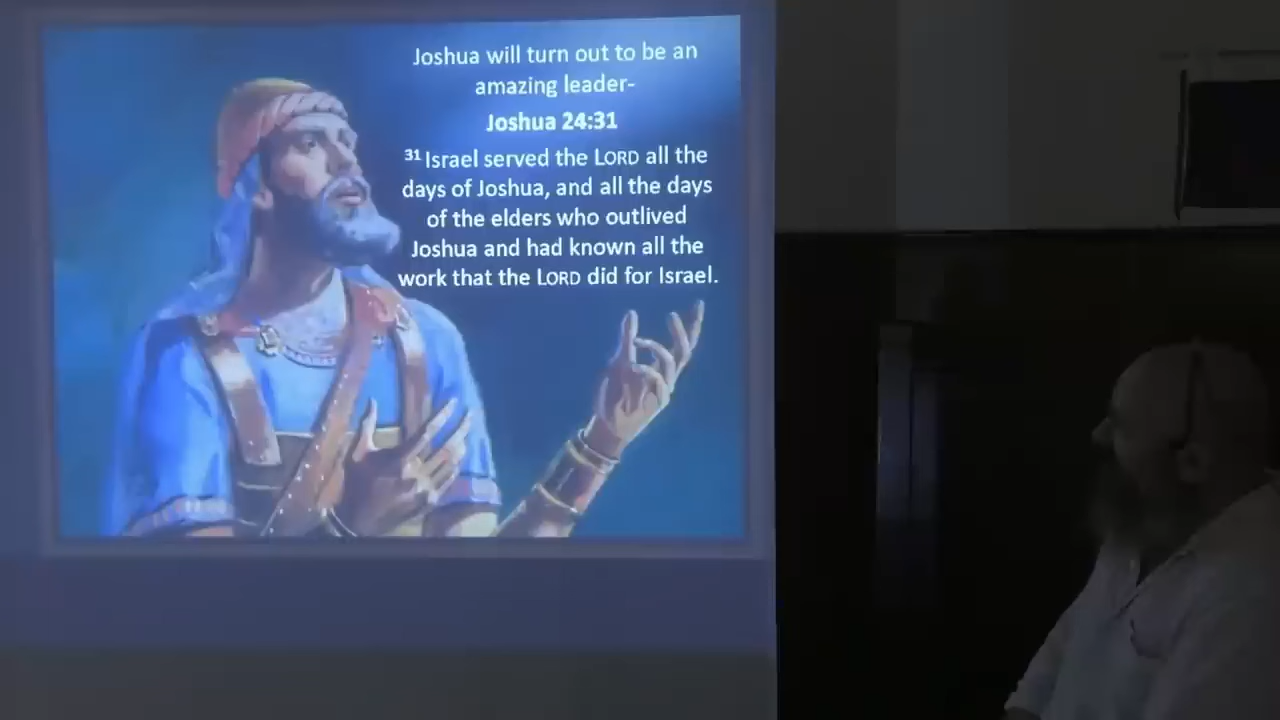 Joshua will turn out to be an
amazing leader-
Joshua 24:31
31 Israel served the LORD all the
days of Joshua, and all the days
of the elders who outlived
Joshua and had known all the
work that the LORD did for Israel.